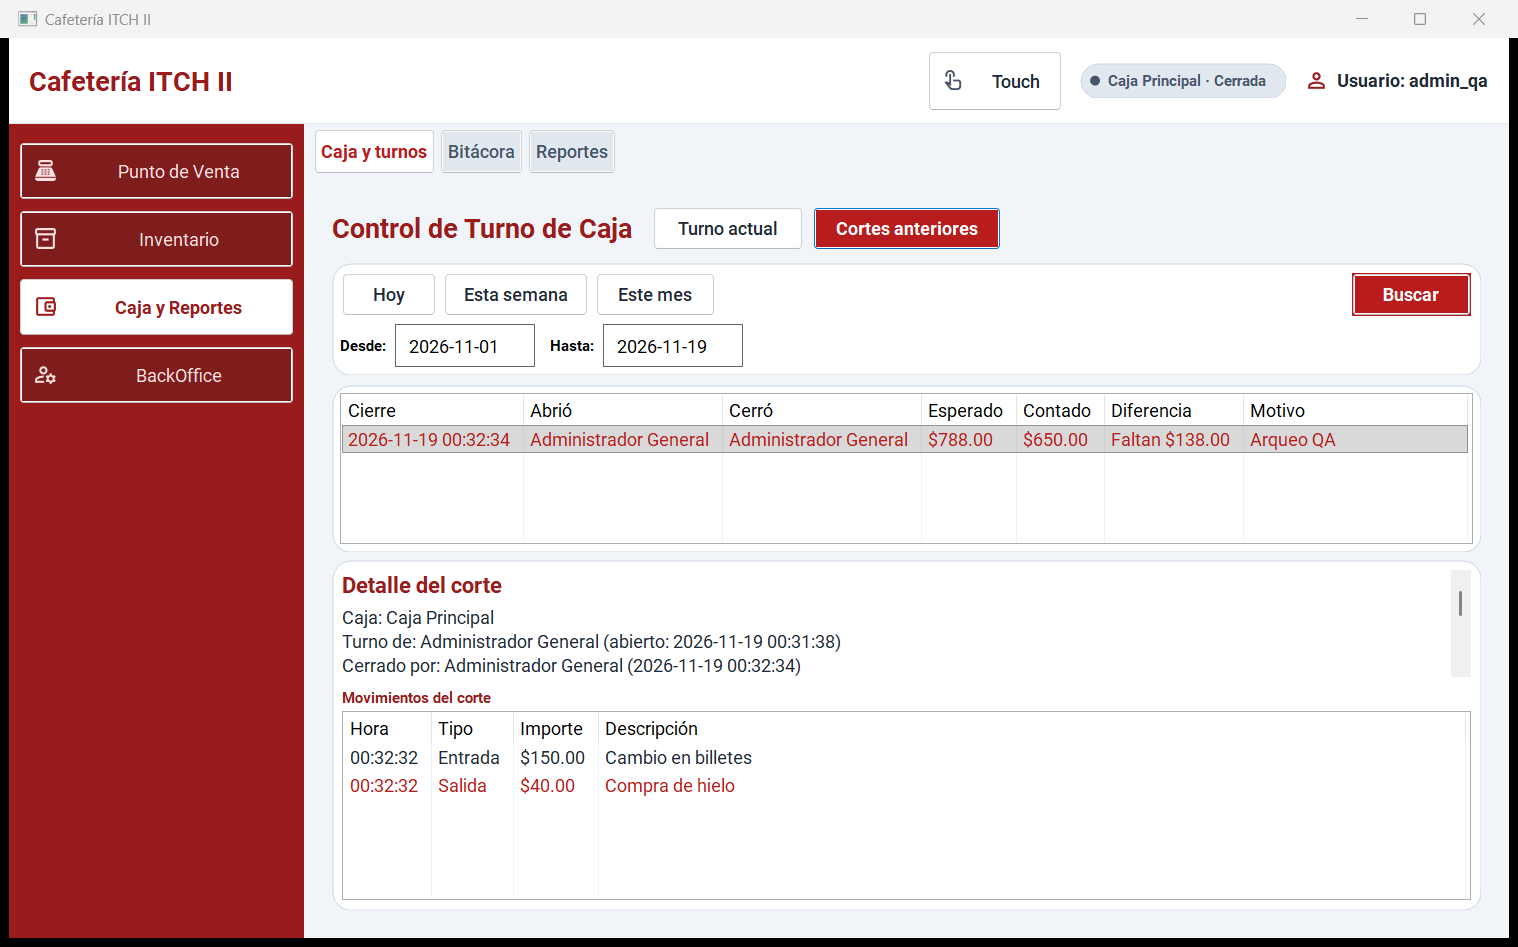 Cafetería ITCH II
Cafetería ITCH II
Touch
Caja Principal · Cerrada
Usuario: admin_qa
Punto de Venta
Inventario
Caja y Reportes
BackOffice
Caja y turnos
Bitácora
Reportes
Control de Turno de Caja
Turno actual
Cortes anteriores
Hoy
Esta semana
Este mes
Buscar
Desde: 2026-11-01 Hasta: 2026-11-19
Cierre Abrió Cerró Esperado Contado Diferencia Motivo
2026-11-19 00:32:34 Administrador General Administrador General $788.00 $650.00 Faltan $138.00 Arqueo QA
Detalle del corte
Caja: Caja Principal
Turno de: Administrador General (abierto: 2026-11-19 00:31:38)
Cerrado por: Administrador General (2026-11-19 00:32:34)
Movimientos del corte
Hora Tipo Importe Descripción
00:32:32 Entrada $150.00 Cambio en billetes
00:32:32 Salida $40.00 Compra de hielo